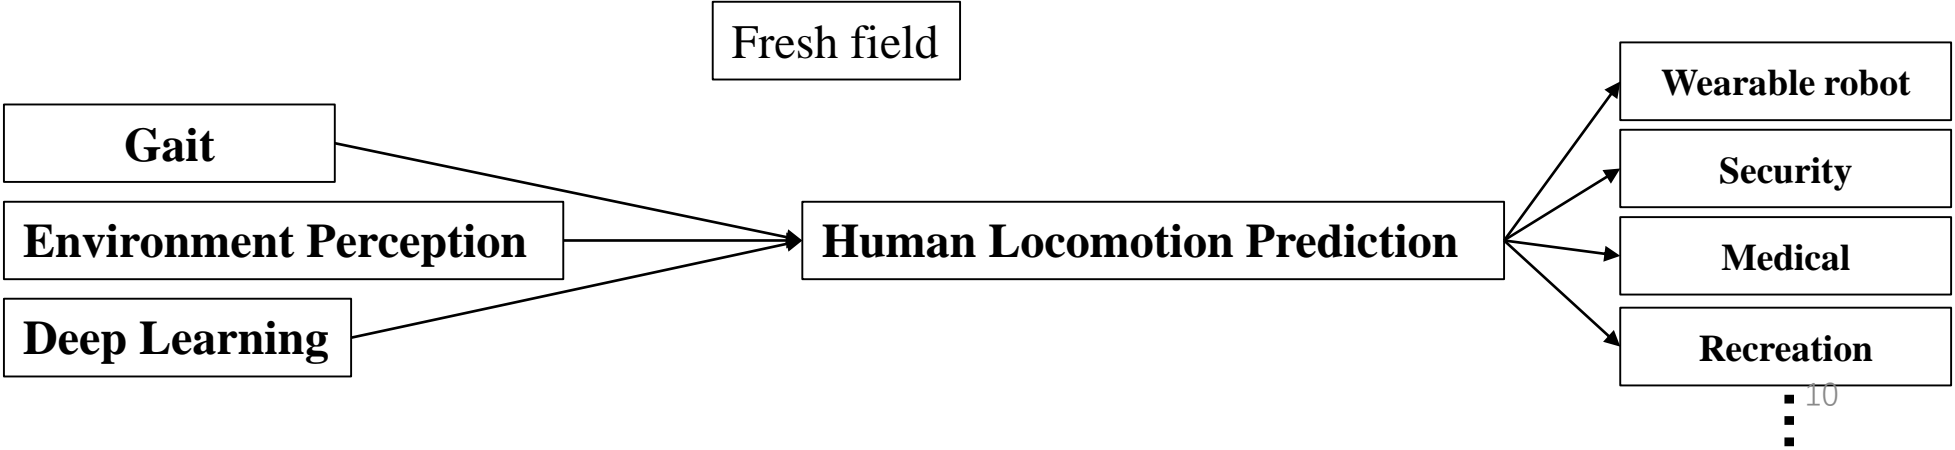 Fresh field
Gait
Environment Perception
Deep Learning
Human Locomotion Prediction
Wearable robot
Security
Medical
Recreation
10